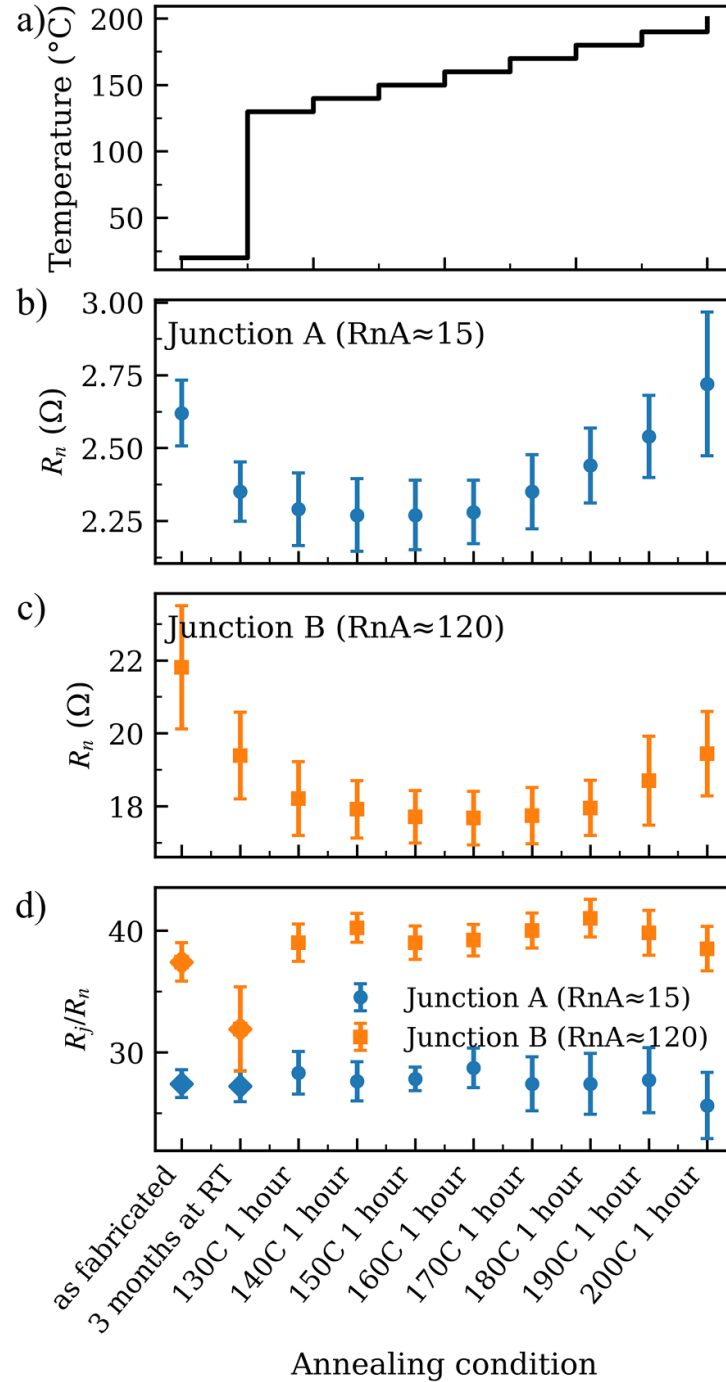 a)
Temperature (°C)
200
150
100
50
b)
Junction A (RnA≈15)
R_n (Ω)
3.00
2.75
2.50
2.25
c)
Junction B (RnA≈120)
R_n (Ω)
22
20
18
d)
R_j/R_n
40
30
Junction A (RnA≈15)
Junction B (RnA≈120)
as fabricated
3 months at RT
130C 1 hour
140C 1 hour
150C 1 hour
160C 1 hour
170C 1 hour
180C 1 hour
190C 1 hour
200C 1 hour
Annealing condition